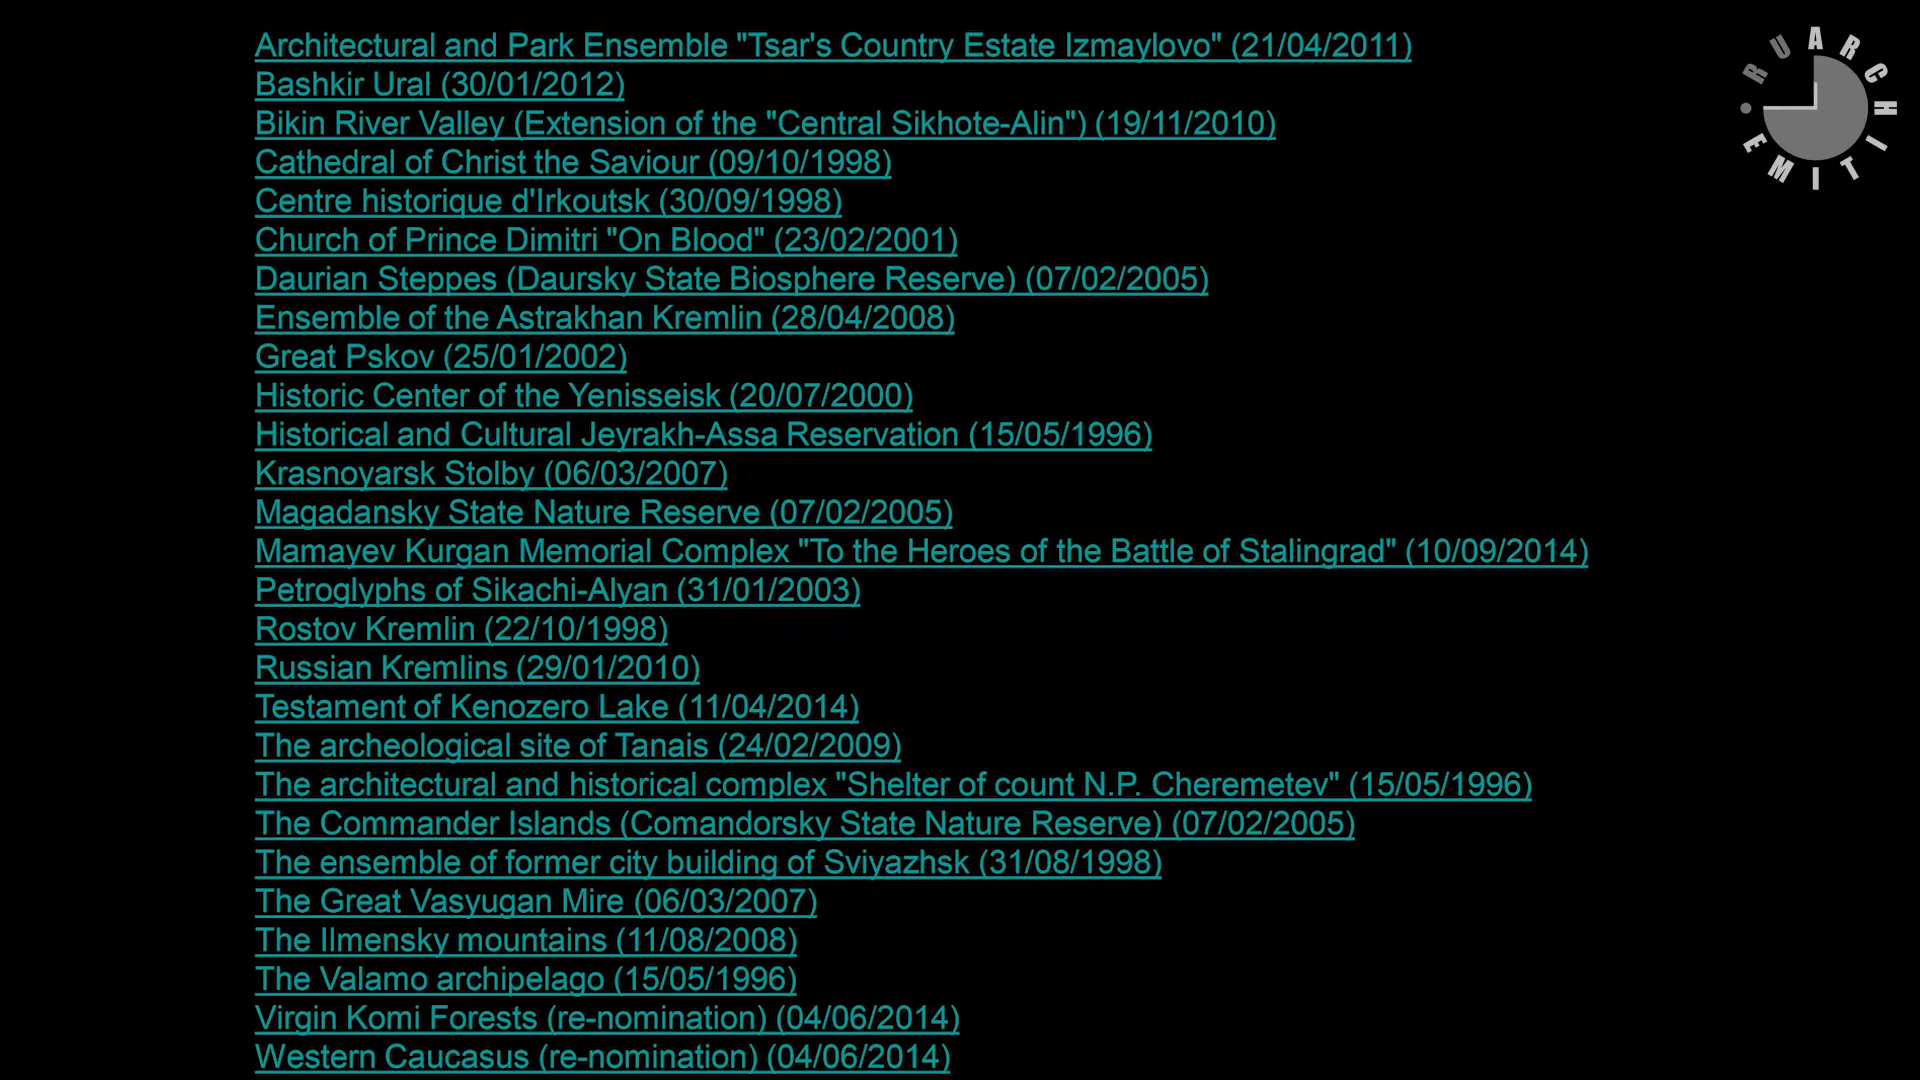 Architectural and Park Ensemble "Tsar's Country Estate Izmaylovo" (21/04/2011)
Bashkir Ural (30/01/2012)
Bikin River Valley (Extension of the "Central Sikhote-Alin") (19/11/2010)
Cathedral of Christ the Saviour (09/10/1998)
Centre historique d'Irkoutsk (30/09/1998)
Church of Prince Dimitri "On Blood" (23/02/2001)
Daurian Steppes (Daursky State Biosphere Reserve) (07/02/2005)
Ensemble of the Astrakhan Kremlin (28/04/2008)
Great Pskov (25/01/2002)
Historic Center of the Yenisseisk (20/07/2000)
Historical and Cultural Jeyrakh-Assa Reservation (15/05/1996)
Krasnoyarsk Stolby (06/03/2007)
Magadansky State Nature Reserve (07/02/2005)
Mamayev Kurgan Memorial Complex "To the Heroes of the Battle of Stalingrad" (10/09/2014)
Petroglyphs of Sikachi-Alyan (31/01/2003)
Rostov Kremlin (22/10/1998)
Russian Kremlins (29/01/2010)
Testament of Kenozero Lake (11/04/2014)
The archeological site of Tanais (24/02/2009)
The architectural and historical complex "Shelter of count N.P. Cheremetev" (15/05/1996)
The Commander Islands (Comandorsky State Nature Reserve) (07/02/2005)
The ensemble of former city building of Sviyazhsk (31/08/1998)
The Great Vasyugan Mire (06/03/2007)
The Ilmensky mountains (11/08/2008)
The Valamo archipelago (15/05/1996)
Virgin Komi Forests (re-nomination) (04/06/2014)
Western Caucasus (re-nomination) (04/06/2014)
ARCHITIME.RU